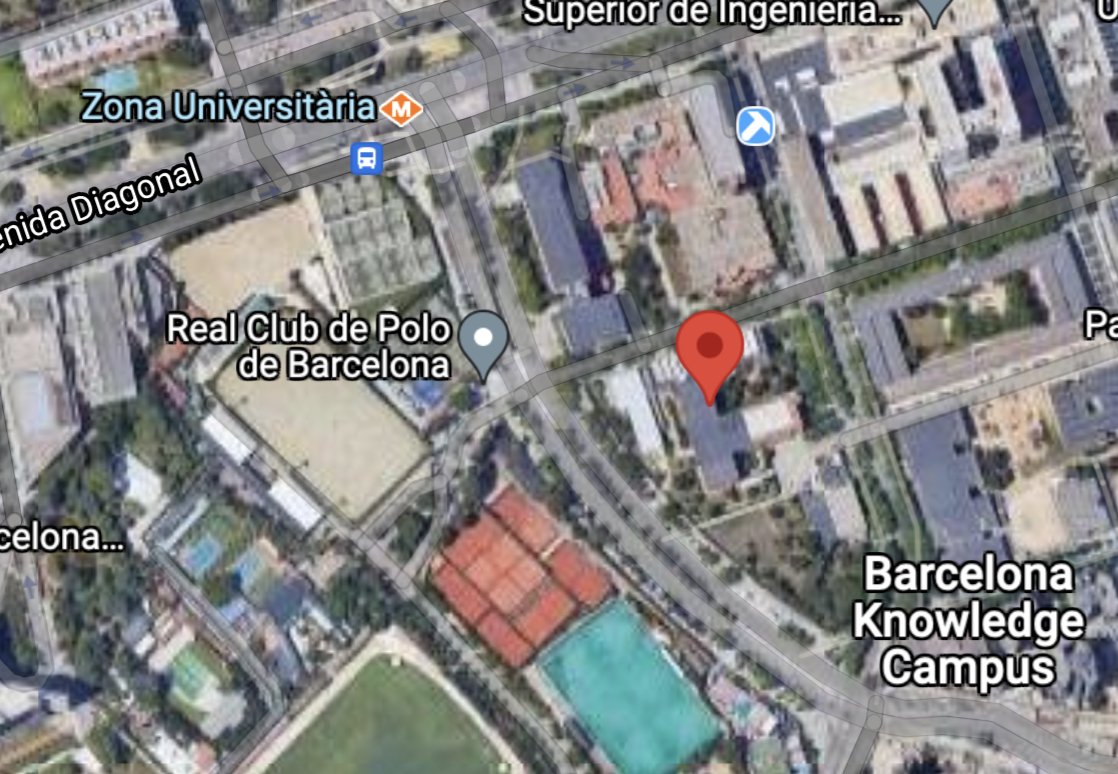 Superior de Ingeniería...
Zona Universitària
M
enida Diagonal
Real Club de Polo
de Barcelona
Pa
celona...
Barcelona
Knowledge
Campus